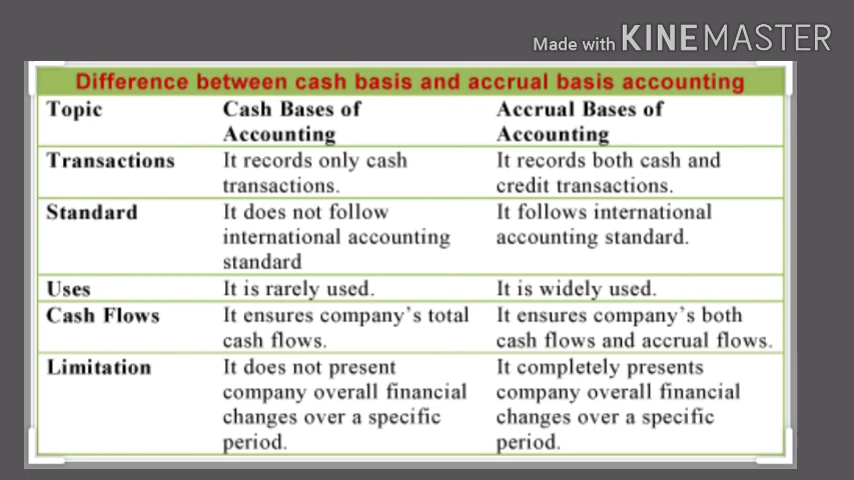 Made with KINEMASTER
Difference between cash basis and accrual basis accounting
Topic Cash Bases of Accounting Accrual Bases of Accounting
Transactions It records only cash transactions. It records both cash and credit transactions.
Standard It does not follow international accounting standard It follows international accounting standard.
Uses It is rarely used. It is widely used.
Cash Flows It ensures company's total cash flows. It ensures company's both cash flows and accrual flows.
Limitation It does not present company overall financial changes over a specific period. It completely presents company overall financial changes over a specific period.